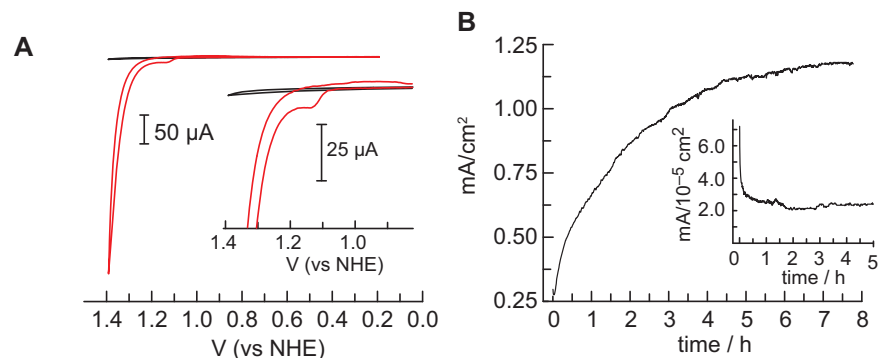 A
50 µA
25 µA
1.4 1.2 1.0
V (vs NHE)
1.4 1.2 1.0 0.8 0.6 0.4 0.2 0.0
V (vs NHE)
B
mA/cm²
1.25
1.00
0.75
0.50
0.25
0 1 2 3 4 5 6 7 8
time / h
mA/10⁻⁵ cm²
6.0
4.0
2.0
0 1 2 3 4 5
time / h